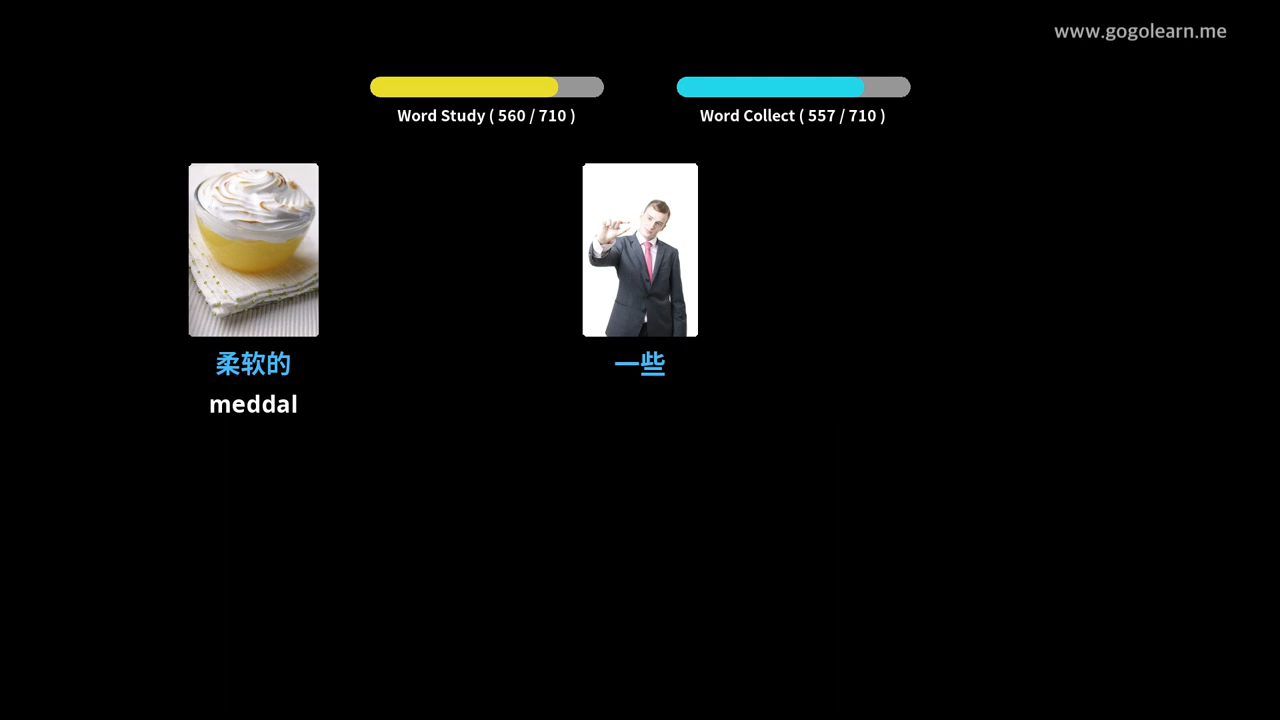 www.gogolearn.me
Word Study ( 560 / 710 )
Word Collect ( 557 / 710 )
柔软的
meddal
一些